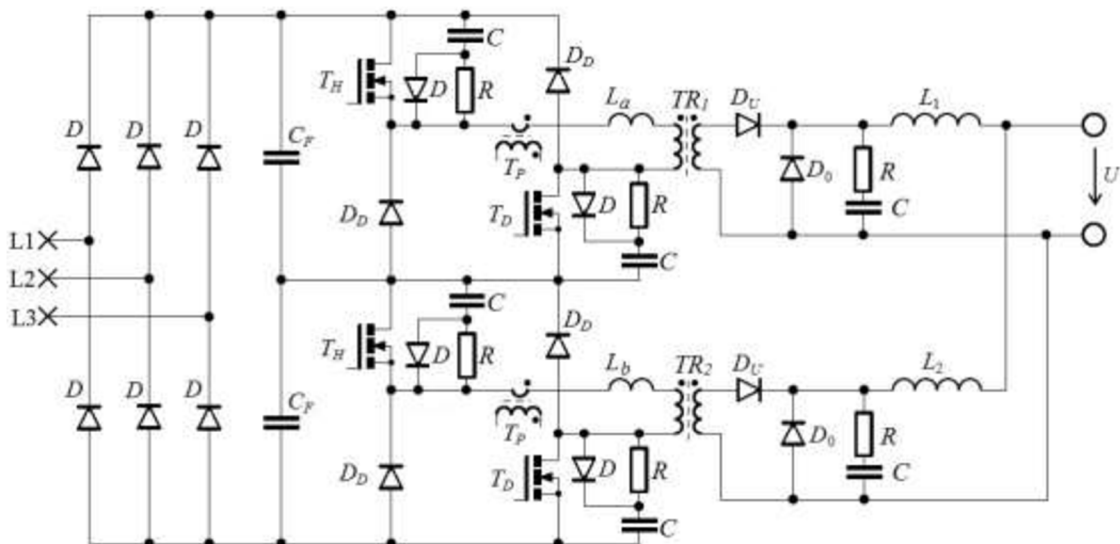 C D_D
T_H D R L_a TR_1 D_U L_1
D D D C_F T_P D_0 R U
D_D T_D D R C
L1 C
L2 C
L3 D_D
T_H D R L_b TR_2 D_U L_2
D D D C_F T_P D_0 R
D_D T_D D R C
C